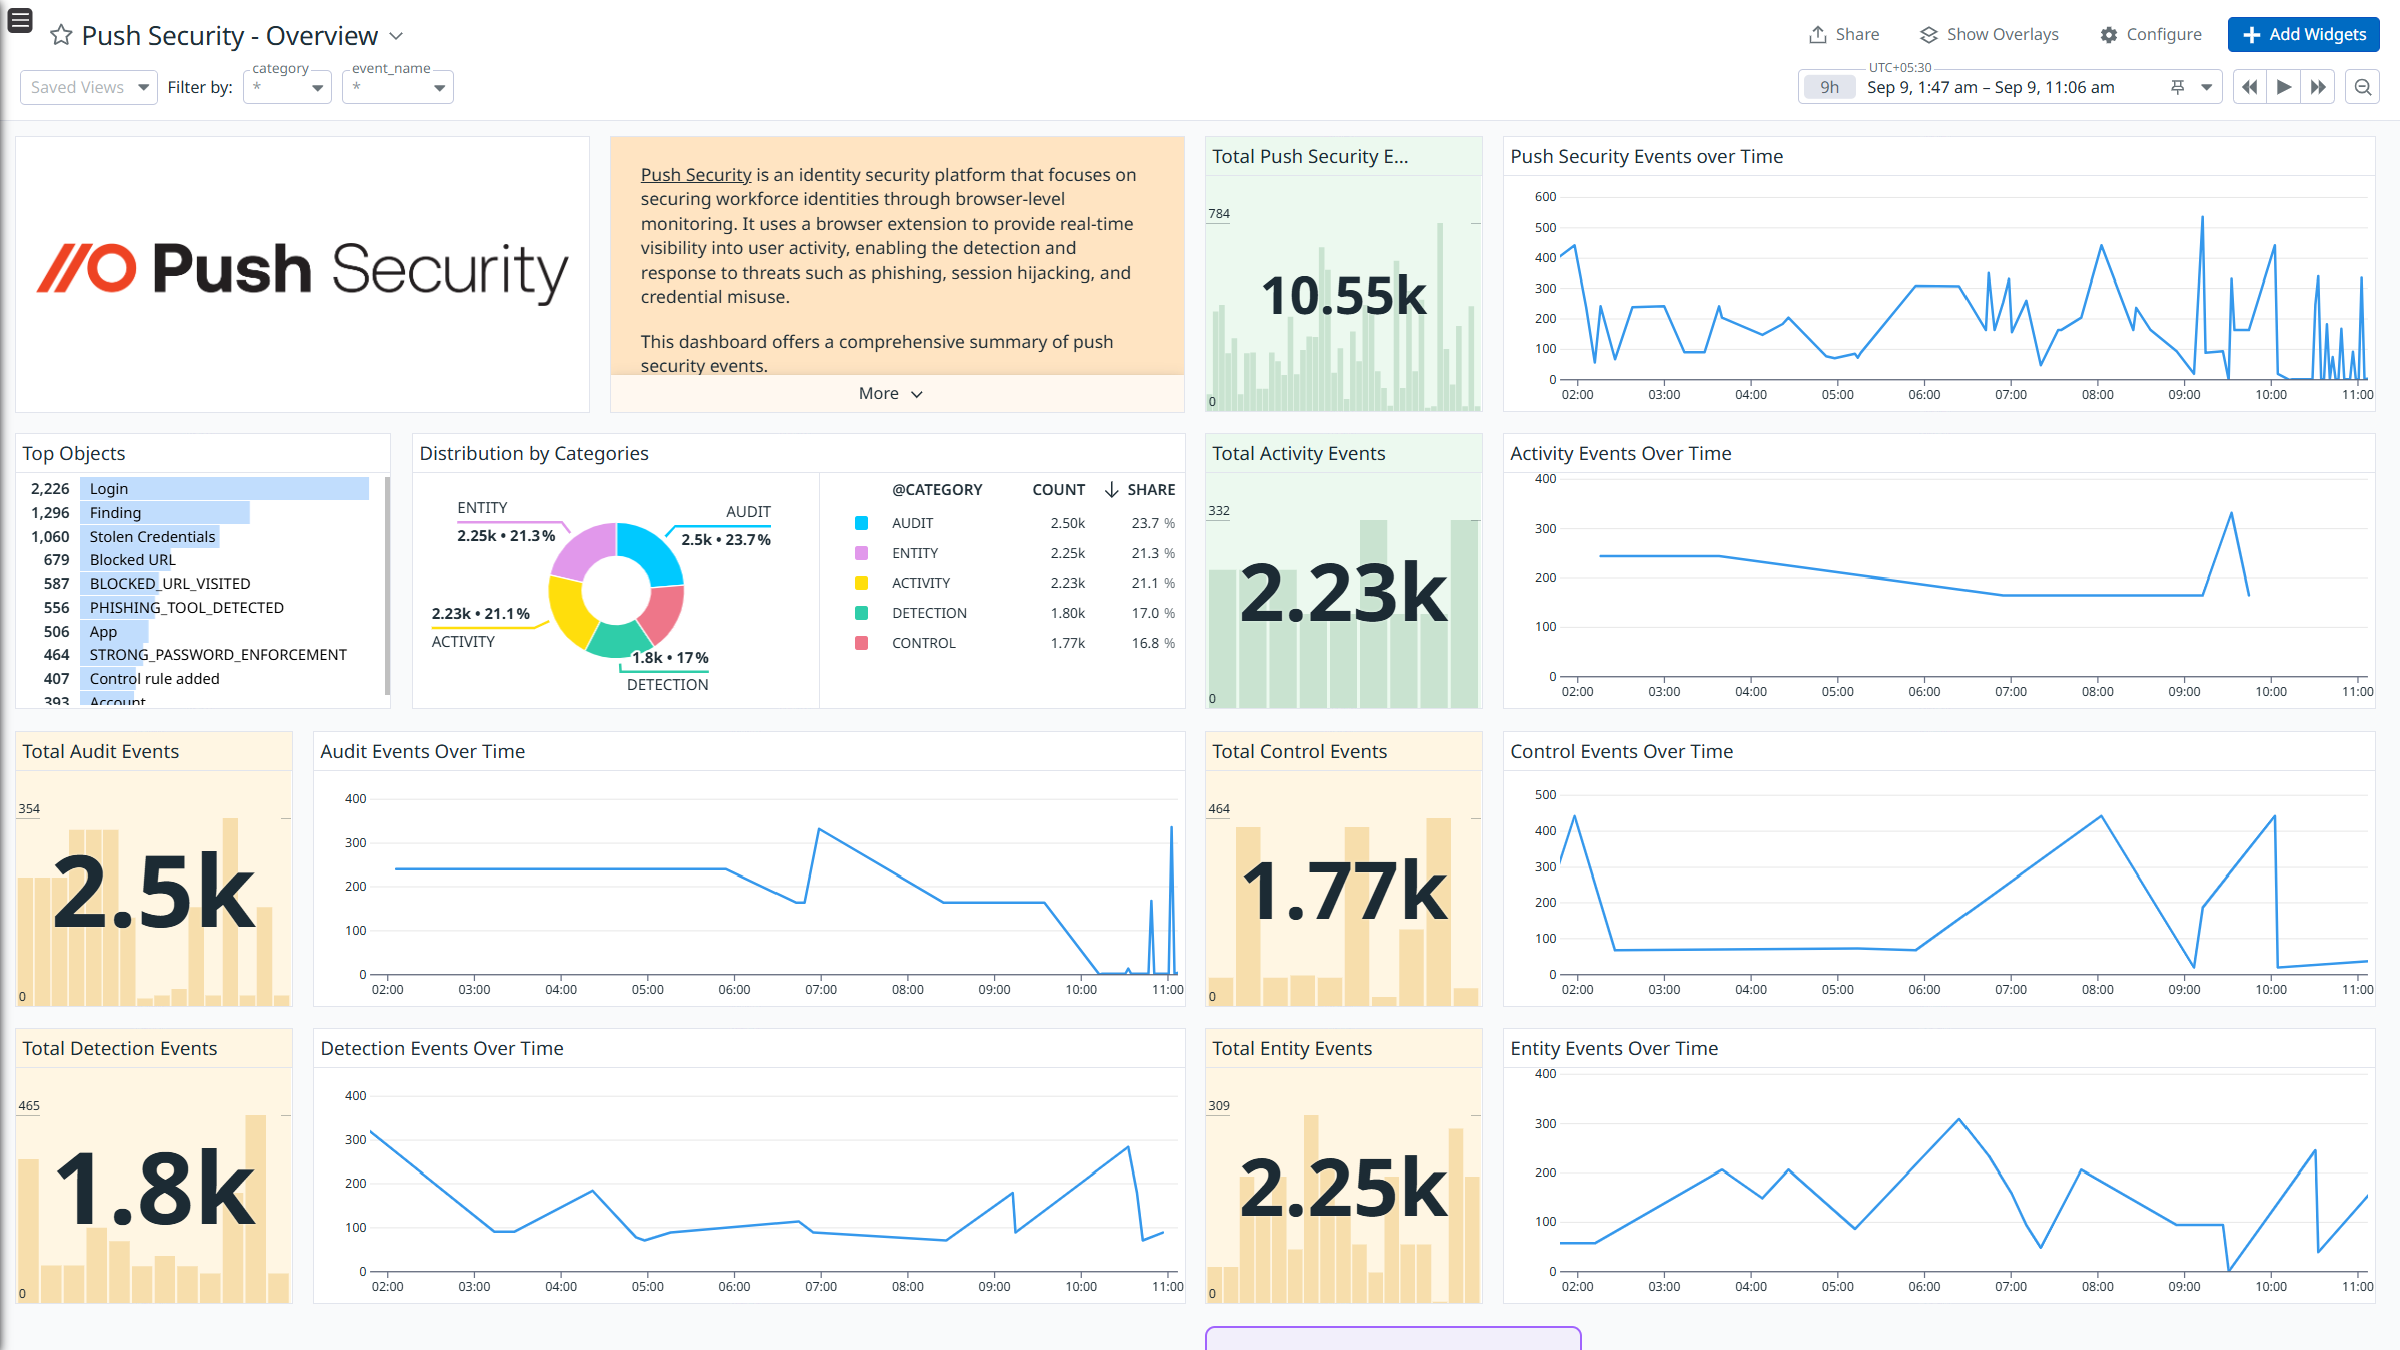 Push Security - Overview
Share
Show Overlays
Configure
Add Widgets
Saved Views
Filter by:
category
*
event_name
*
UTC+05:30
9h
Sep 9, 1:47 am – Sep 9, 11:06 am
Push Security
Push Security is an identity security platform that focuses on
securing workforce identities through browser-level
monitoring. It uses a browser extension to provide real-time
visibility into user activity, enabling the detection and
response to threats such as phishing, session hijacking, and
credential misuse.
This dashboard offers a comprehensive summary of push
security events.
More
Total Push Security E...
784
10.55k
0
Push Security Events over Time
600
500
400
300
200
100
0
02:00 03:00 04:00 05:00 06:00 07:00 08:00 09:00 10:00 11:00
Top Objects
2,226 Login
1,296 Finding
1,060 Stolen Credentials
679 Blocked URL
587 BLOCKED_URL_VISITED
556 PHISHING_TOOL_DETECTED
506 App
464 STRONG_PASSWORD_ENFORCEMENT
407 Control rule added
393 Account
Distribution by Categories
ENTITY
2.25k • 21.3%
AUDIT
2.5k • 23.7%
2.23k • 21.1%
ACTIVITY
1.8k • 17%
DETECTION
@CATEGORY COUNT SHARE
AUDIT 2.50k 23.7 %
ENTITY 2.25k 21.3 %
ACTIVITY 2.23k 21.1 %
DETECTION 1.80k 17.0 %
CONTROL 1.77k 16.8 %
Total Activity Events
332
2.23k
0
Activity Events Over Time
400
300
200
100
0
02:00 03:00 04:00 05:00 06:00 07:00 08:00 09:00 10:00 11:00
Total Audit Events
354
2.5k
0
Audit Events Over Time
400
300
200
100
0
02:00 03:00 04:00 05:00 06:00 07:00 08:00 09:00 10:00 11:00
Total Control Events
464
1.77k
0
Control Events Over Time
500
400
300
200
100
0
02:00 03:00 04:00 05:00 06:00 07:00 08:00 09:00 10:00 11:00
Total Detection Events
465
1.8k
0
Detection Events Over Time
400
300
200
100
0
02:00 03:00 04:00 05:00 06:00 07:00 08:00 09:00 10:00 11:00
Total Entity Events
309
2.25k
0
Entity Events Over Time
400
300
200
100
0
02:00 03:00 04:00 05:00 06:00 07:00 08:00 09:00 10:00 11:00